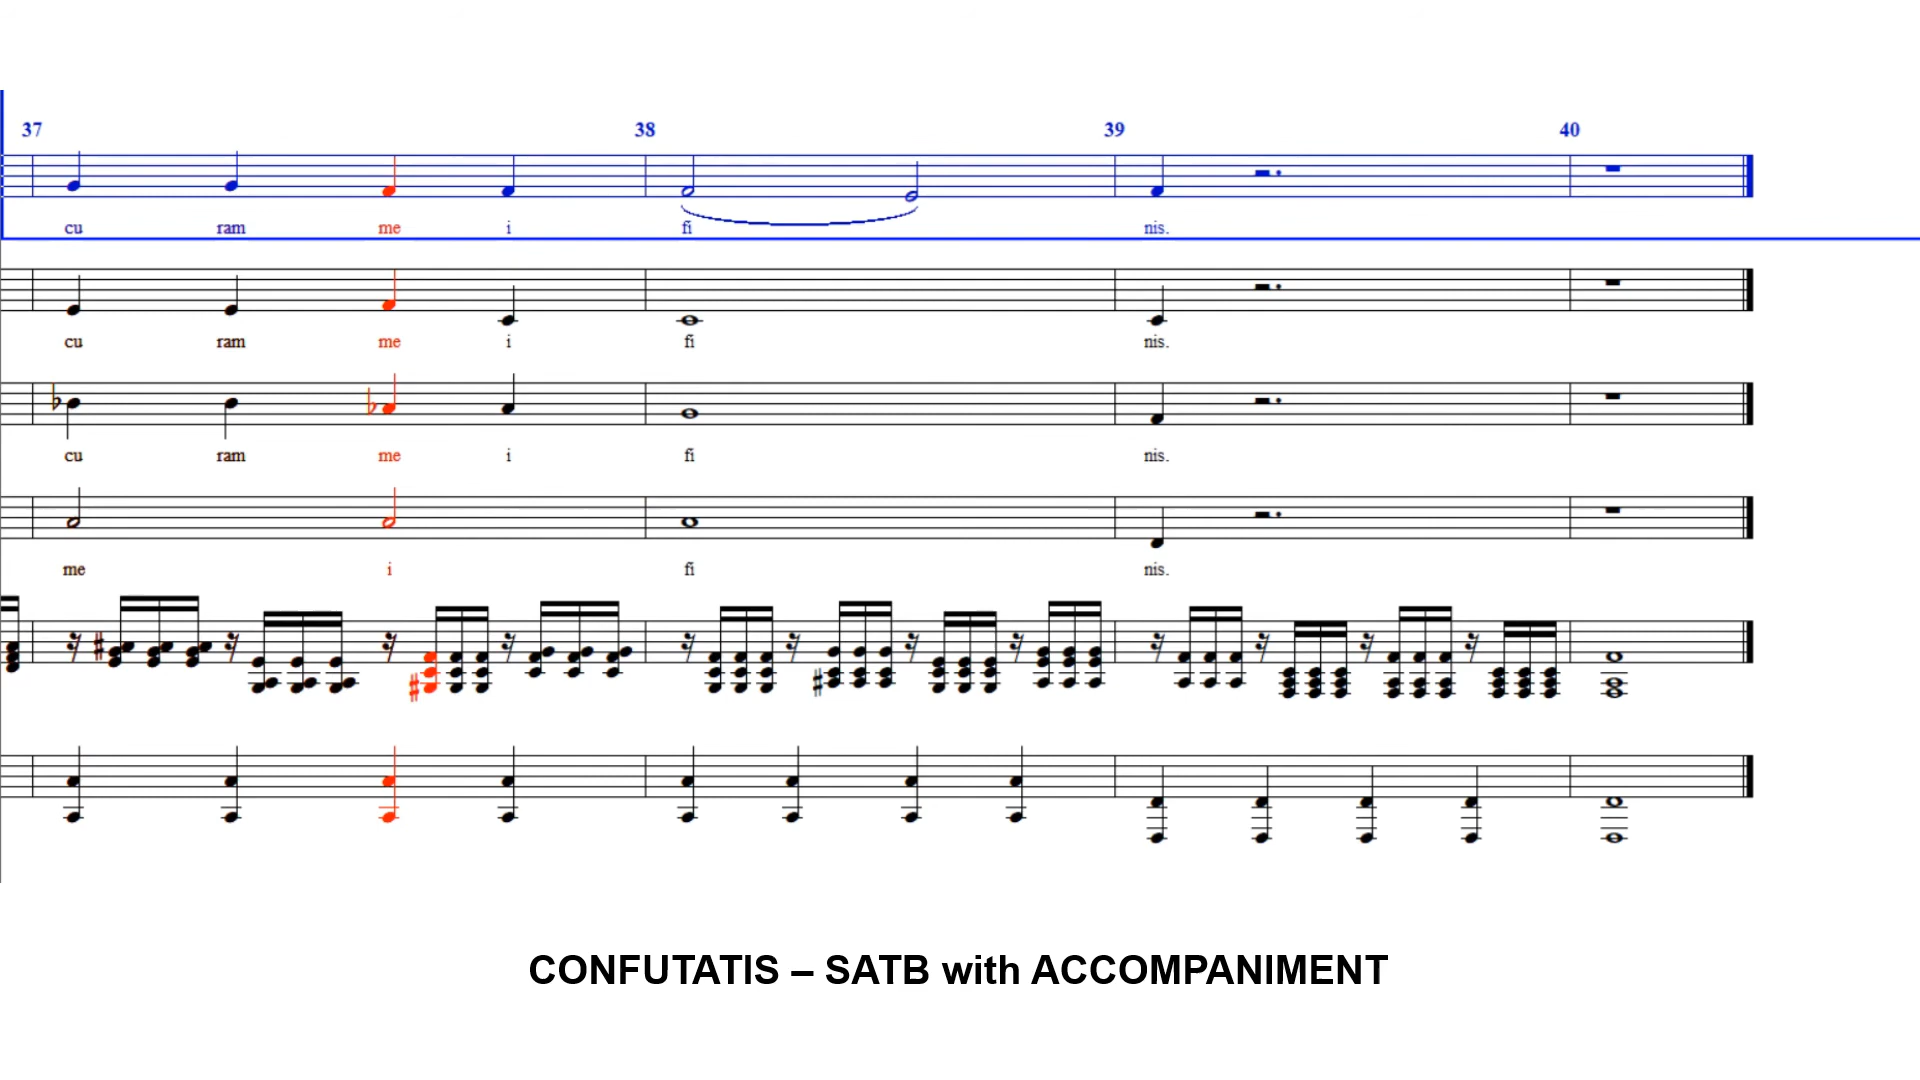 37 38 39 40
cu ram me i fi nis.
cu ram me i fi nis.
cu ram me i fi nis.
me i fi nis.
CONFUTATIS – SATB with ACCOMPANIMENT